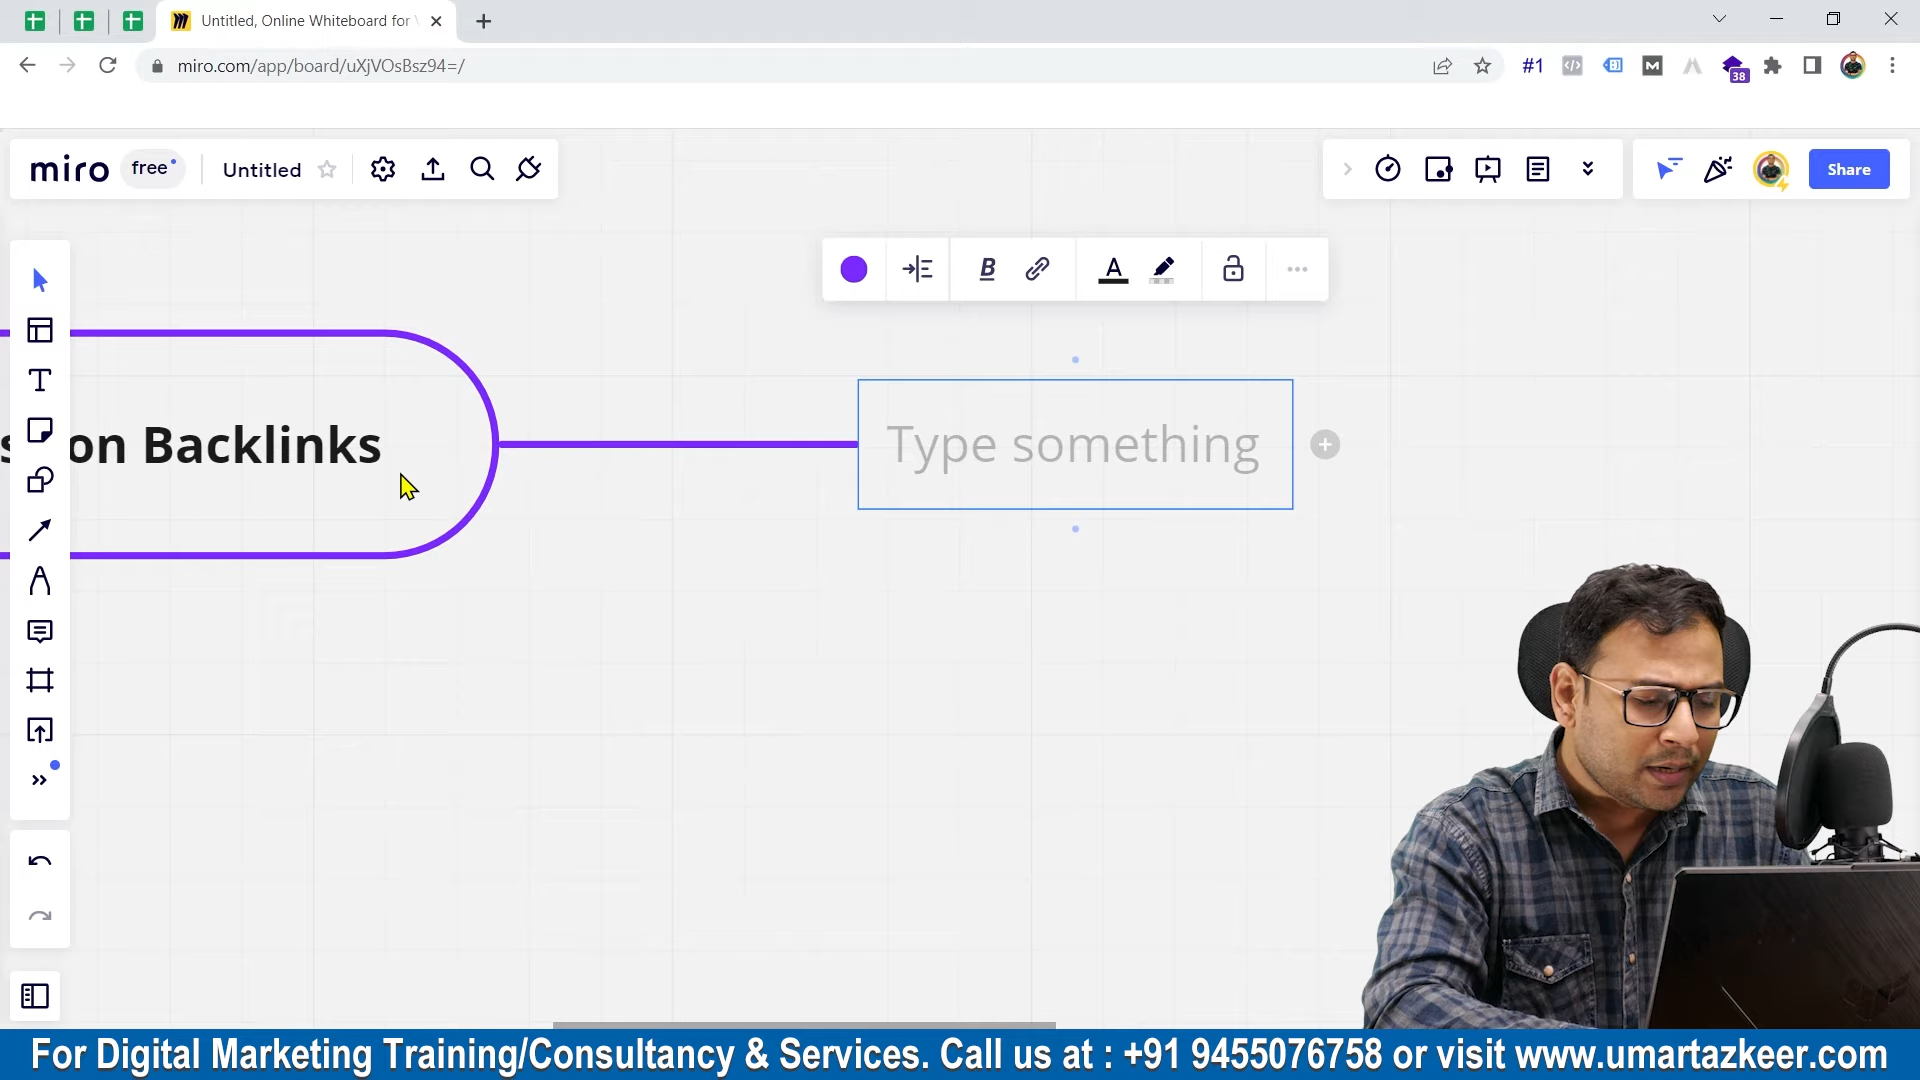 Untitled, Online Whiteboard for
miro.com/app/board/uXjVOsBsz94=/
#1
M
38
miro
free
Untitled
Share
B
A
s on Backlinks
Type something
T
For Digital Marketing Training/Consultancy & Services. Call us at : +91 9455076758 or visit www.umartazkeer.com